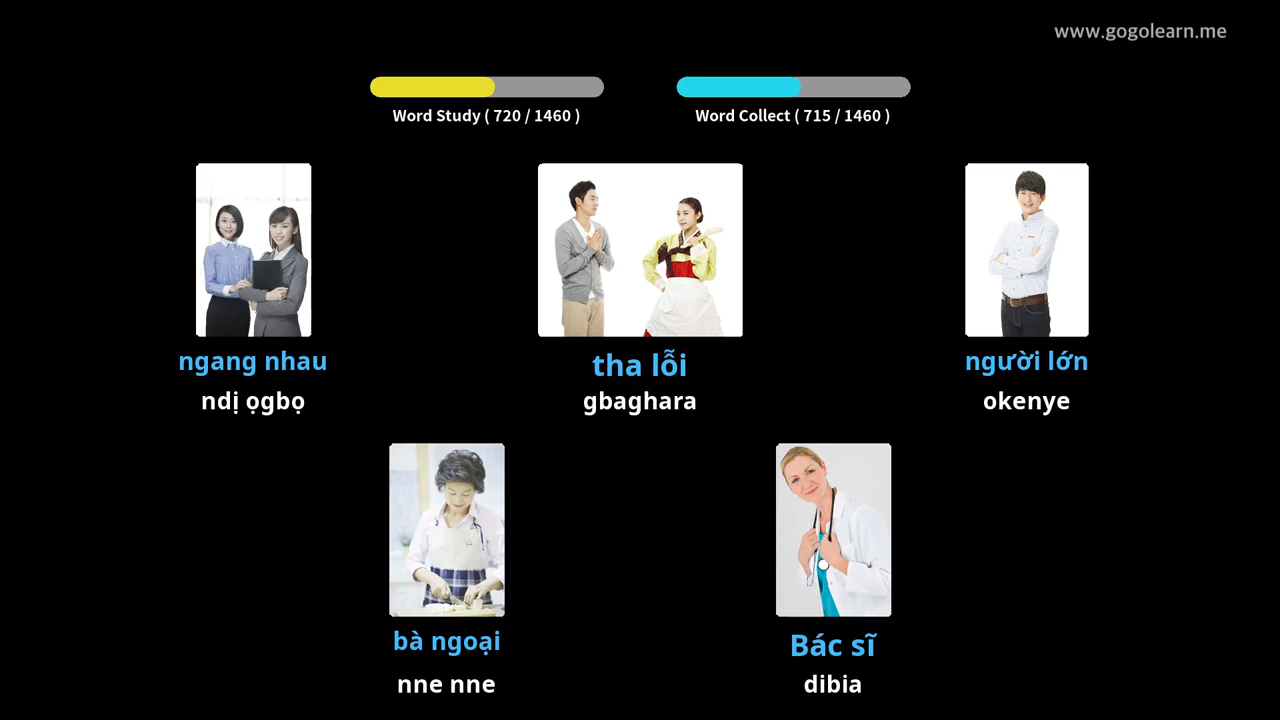 www.gogolearn.me
Word Study ( 720 / 1460 )
Word Collect ( 715 / 1460 )
ngang nhau
ndị ọgbọ
tha lỗi
gbaghara
người lớn
okenye
bà ngoại
nne nne
Bác sĩ
dibia